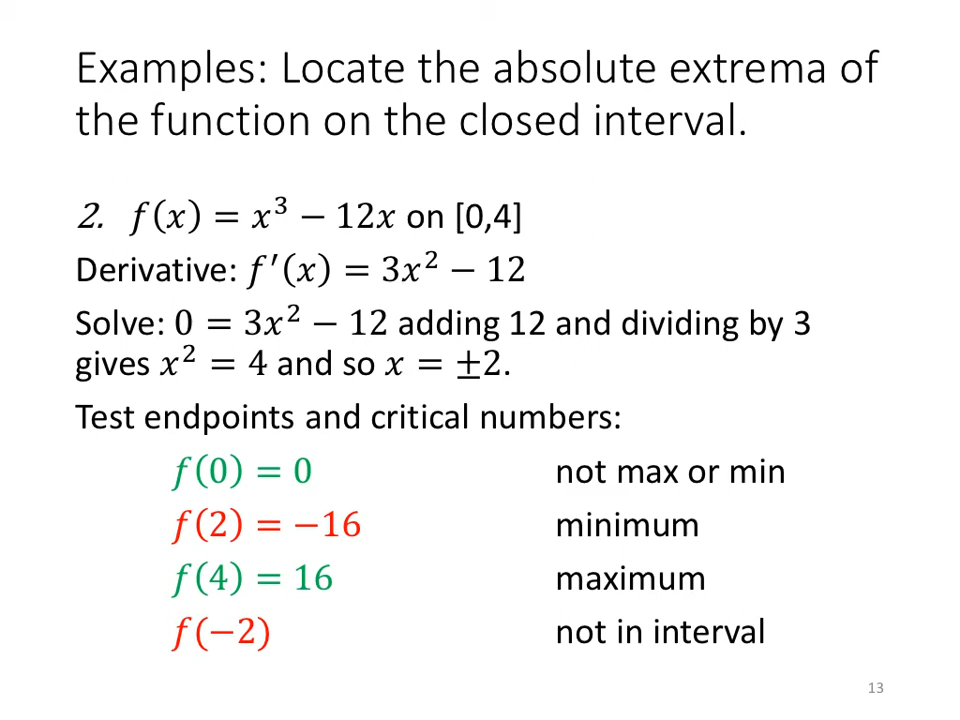 Examples: Locate the absolute extrema of
the function on the closed interval.
2. f(x) = x³ − 12x on [0,4]
Derivative: f′(x) = 3x² − 12
Solve: 0 = 3x² − 12 adding 12 and dividing by 3
gives x² = 4 and so x = ±2.
Test endpoints and critical numbers:
f(0) = 0 not max or min
f(2) = −16 minimum
f(4) = 16 maximum
f(−2) not in interval
13